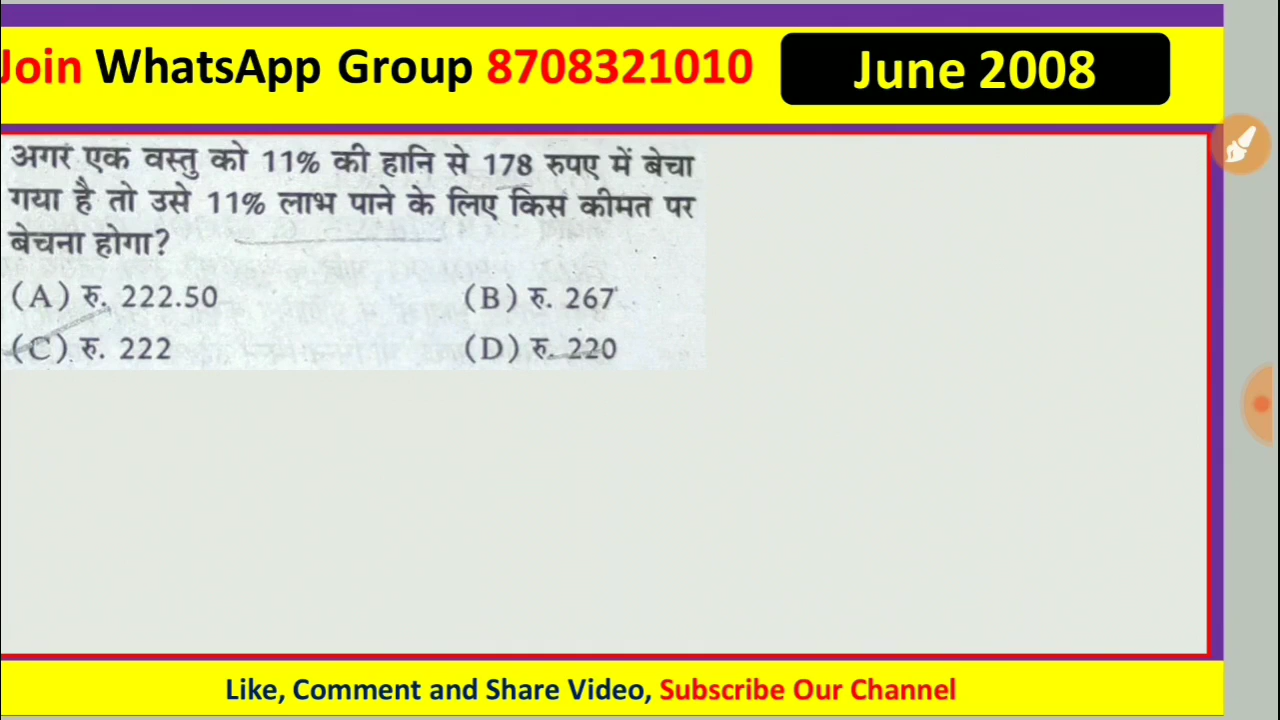 Join WhatsApp Group 8708321010
June 2008
अगर एक वस्तु को 11% की हानि से 178 रुपए में बेचा
गया है तो उसे 11% लाभ पाने के लिए किस कीमत पर
बेचना होगा?
(A) रु. 222.50 (B) रु. 267
(C) रु. 222 (D) रु. 220
Like, Comment and Share Video, Subscribe Our Channel